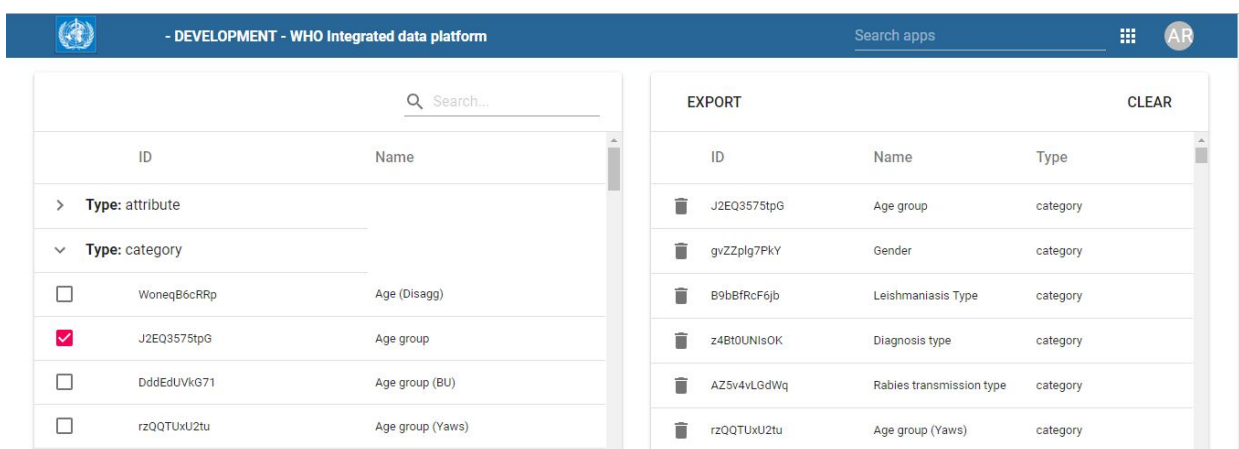 - DEVELOPMENT - WHO Integrated data platform
Search apps
AR
Search...
ID Name
Type: attribute
Type: category
WoneqB6cRRp Age (Disagg)
J2EQ3575tpG Age group
DddEdUVkG71 Age group (BU)
rzQQTUxU2tu Age group (Yaws)
EXPORT CLEAR
ID Name Type
J2EQ3575tpG Age group category
gvZZplg7PkY Gender category
B9bBfRcF6jb Leishmaniasis Type category
z4Bt0UNIsOK Diagnosis type category
AZ5v4vLGdWq Rabies transmission type category
rzQQTUxU2tu Age group (Yaws) category